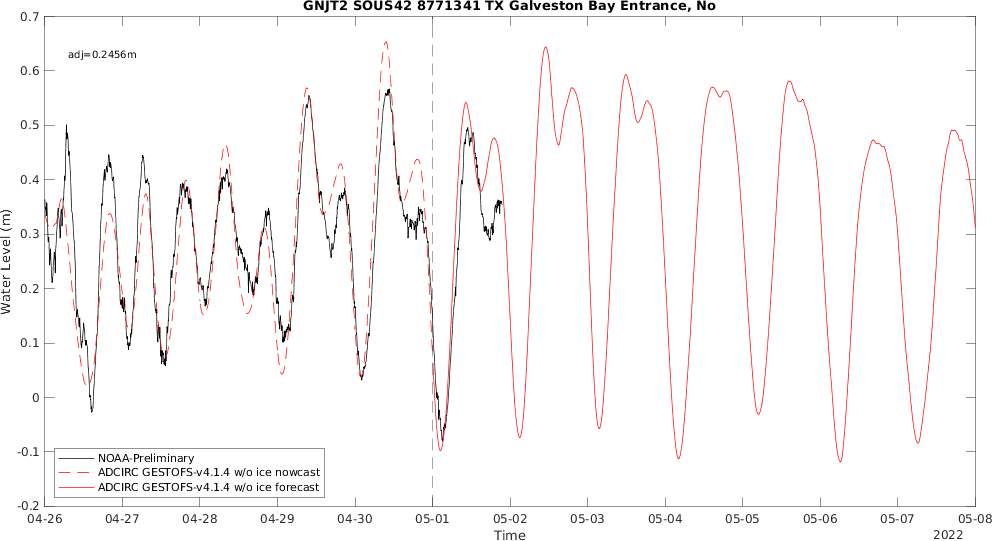 GNJT2 SOUS42 8771341 TX Galveston Bay Entrance, No
adj=0.2456m
Water Level (m)
0.7
0.6
0.5
0.4
0.3
0.2
0.1
0
-0.1
-0.2
NOAA-Preliminary
ADCIRC GESTOFS-v4.1.4 w/o ice nowcast
ADCIRC GESTOFS-v4.1.4 w/o ice forecast
04-26 04-27 04-28 04-29 04-30 05-01 05-02 05-03 05-04 05-05 05-06 05-07 05-08
Time
2022